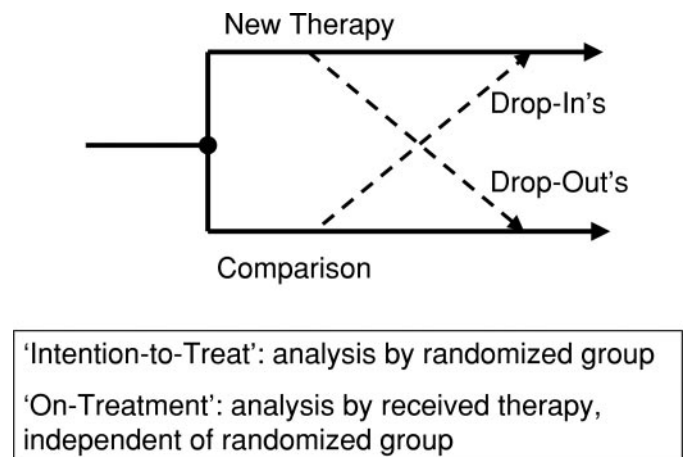 New Therapy
Drop-In's
Drop-Out's
Comparison
‘Intention-to-Treat’: analysis by randomized group
‘On-Treatment’: analysis by received therapy,
independent of randomized group